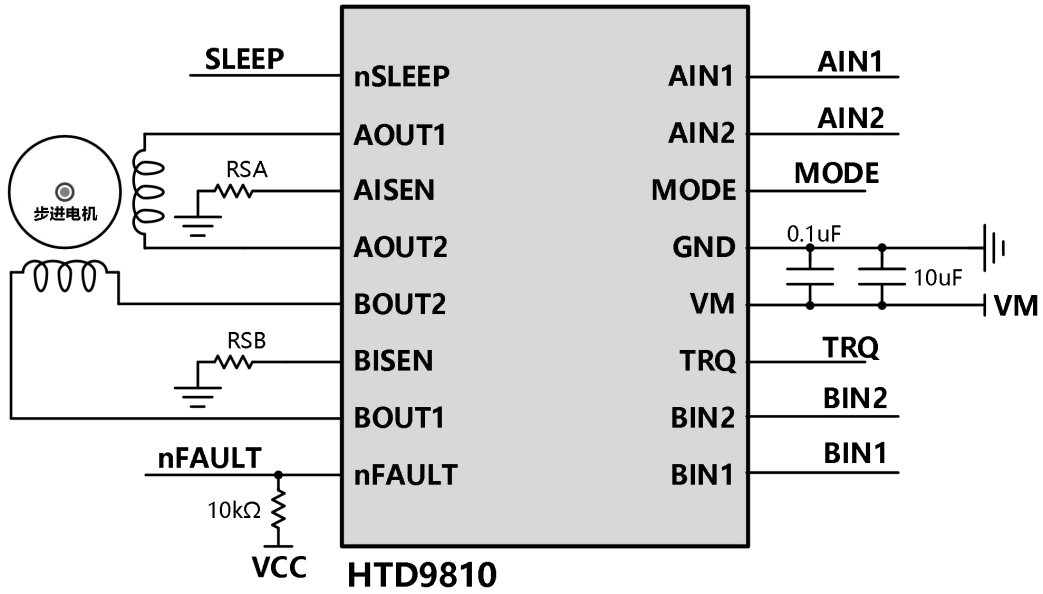 SLEEP
nSLEEP
AIN1
AIN1
AOUT1
AIN2
AIN2
RSA
AISEN
MODE
MODE
步进电机
AOUT2
GND
0.1uF
10uF
BOUT2
VM
VM
RSB
BISEN
TRQ
TRQ
BOUT1
BIN2
BIN2
nFAULT
nFAULT
BIN1
BIN1
10kΩ
VCC
HTD9810